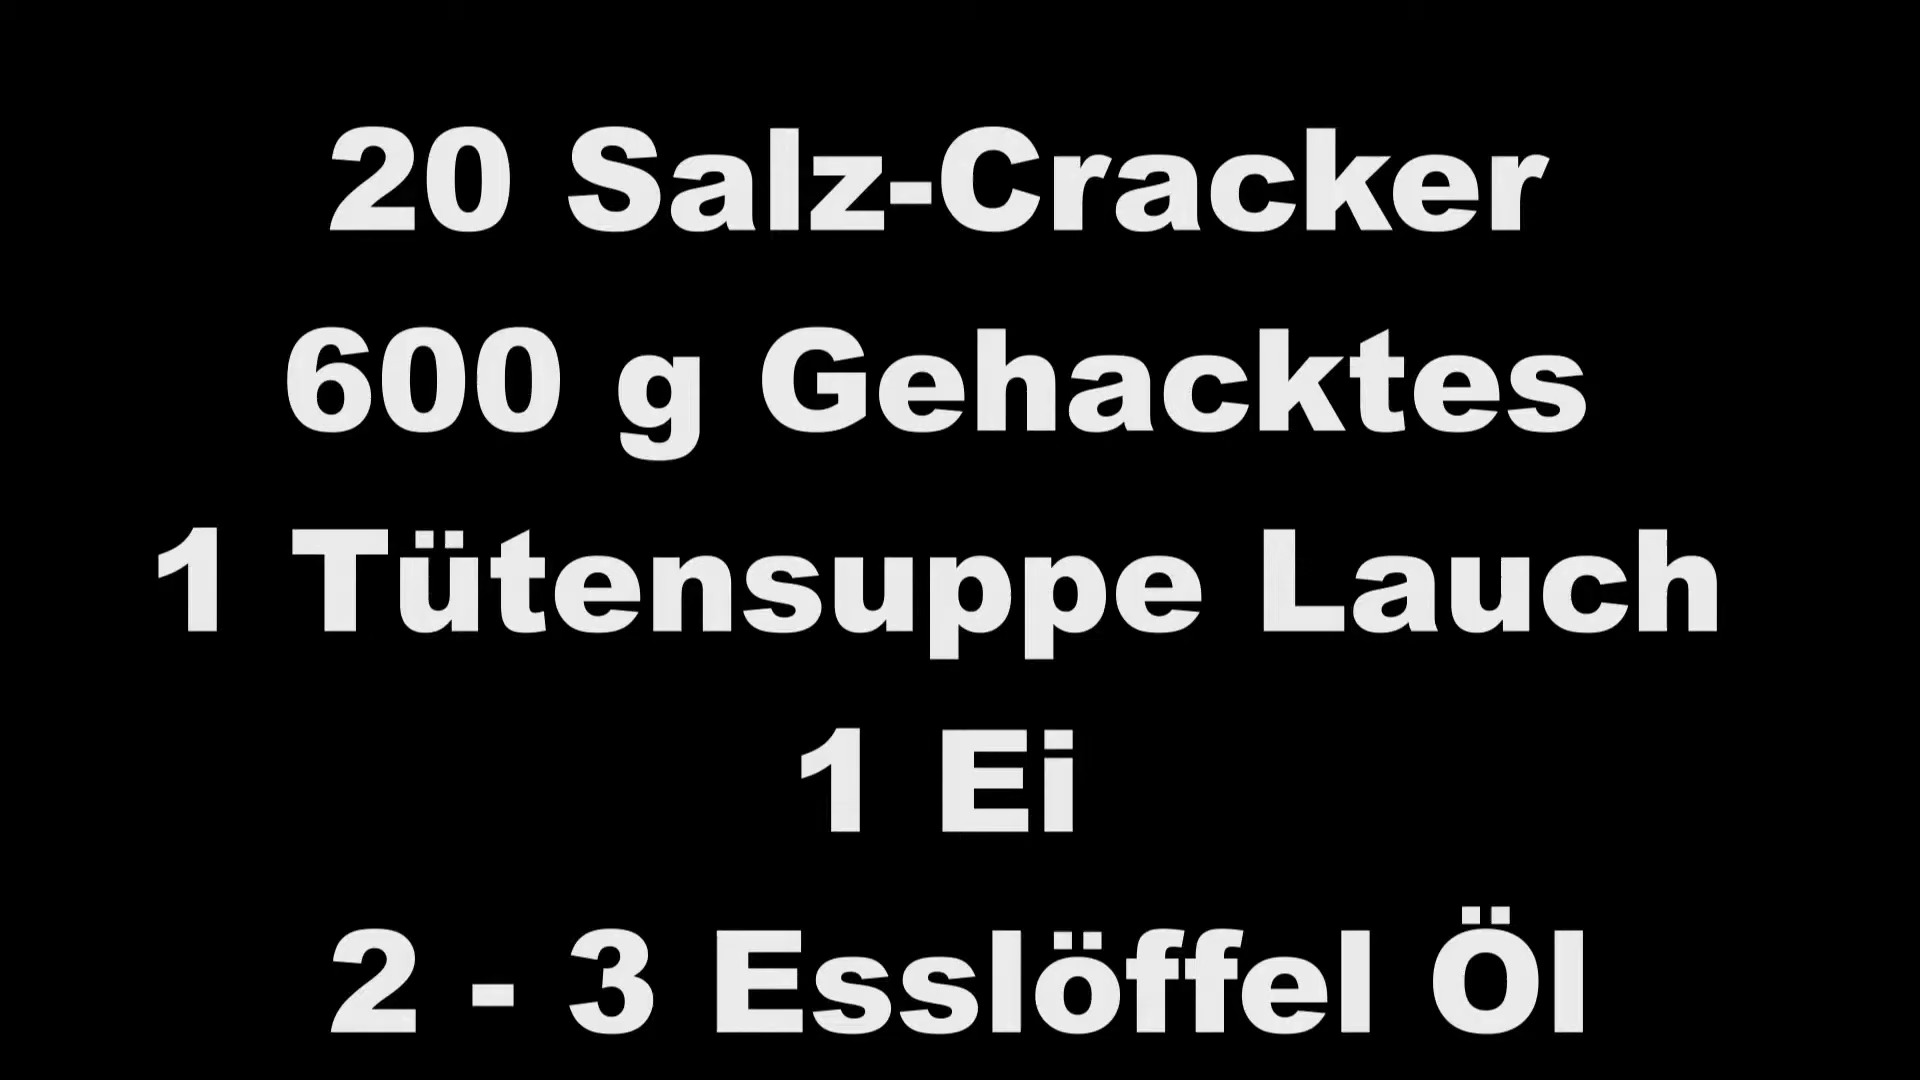 20 Salz-Cracker
600 g Gehacktes
1 Tütensuppe Lauch
1 Ei
2 - 3 Esslöffel Öl